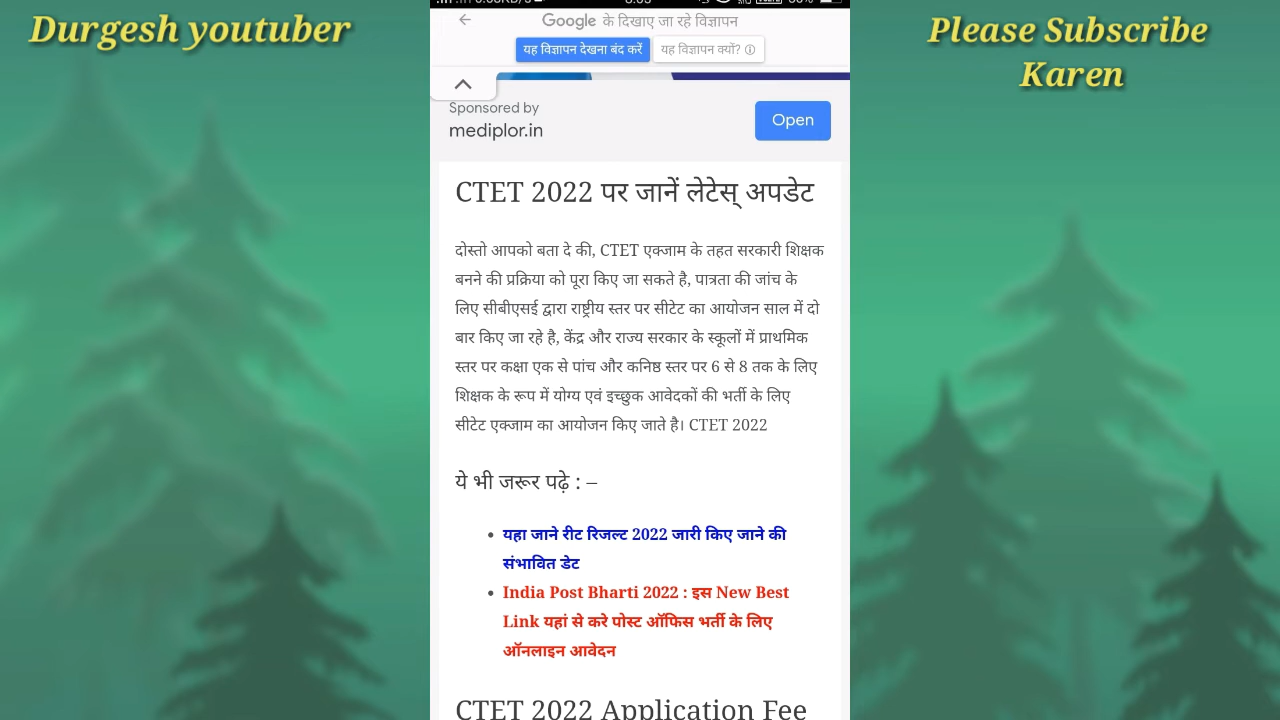 Durgesh youtuber
Please Subscribe
Karen
Google के दिखाए जा रहे विज्ञापन
यह विज्ञापन देखना बंद करें
यह विज्ञापन क्यों?
Sponsored by
mediplor.in
Open
CTET 2022 पर जानें लेटेस् अपडेट
दोस्तो आपको बता दे की, CTET एक्जाम के तहत सरकारी शिक्षक
बनने की प्रक्रिया को पूरा किए जा सकते है, पात्रता की जांच के
लिए सीबीएसई द्वारा राष्ट्रीय स्तर पर सीटेट का आयोजन साल में दो
बार किए जा रहे है, केंद्र और राज्य सरकार के स्कूलों में प्राथमिक
स्तर पर कक्षा एक से पांच और कनिष्ठ स्तर पर 6 से 8 तक के लिए
शिक्षक के रूप में योग्य एवं इच्छुक आवेदकों की भर्ती के लिए
सीटेट एक्जाम का आयोजन किए जाते है। CTET 2022
ये भी जरूर पढ़े : –
• यहा जाने रीट रिजल्ट 2022 जारी किए जाने की
संभावित डेट
• India Post Bharti 2022 : इस New Best
Link यहां से करे पोस्ट ऑफिस भर्ती के लिए
ऑनलाइन आवेदन
CTET 2022 Application Fee